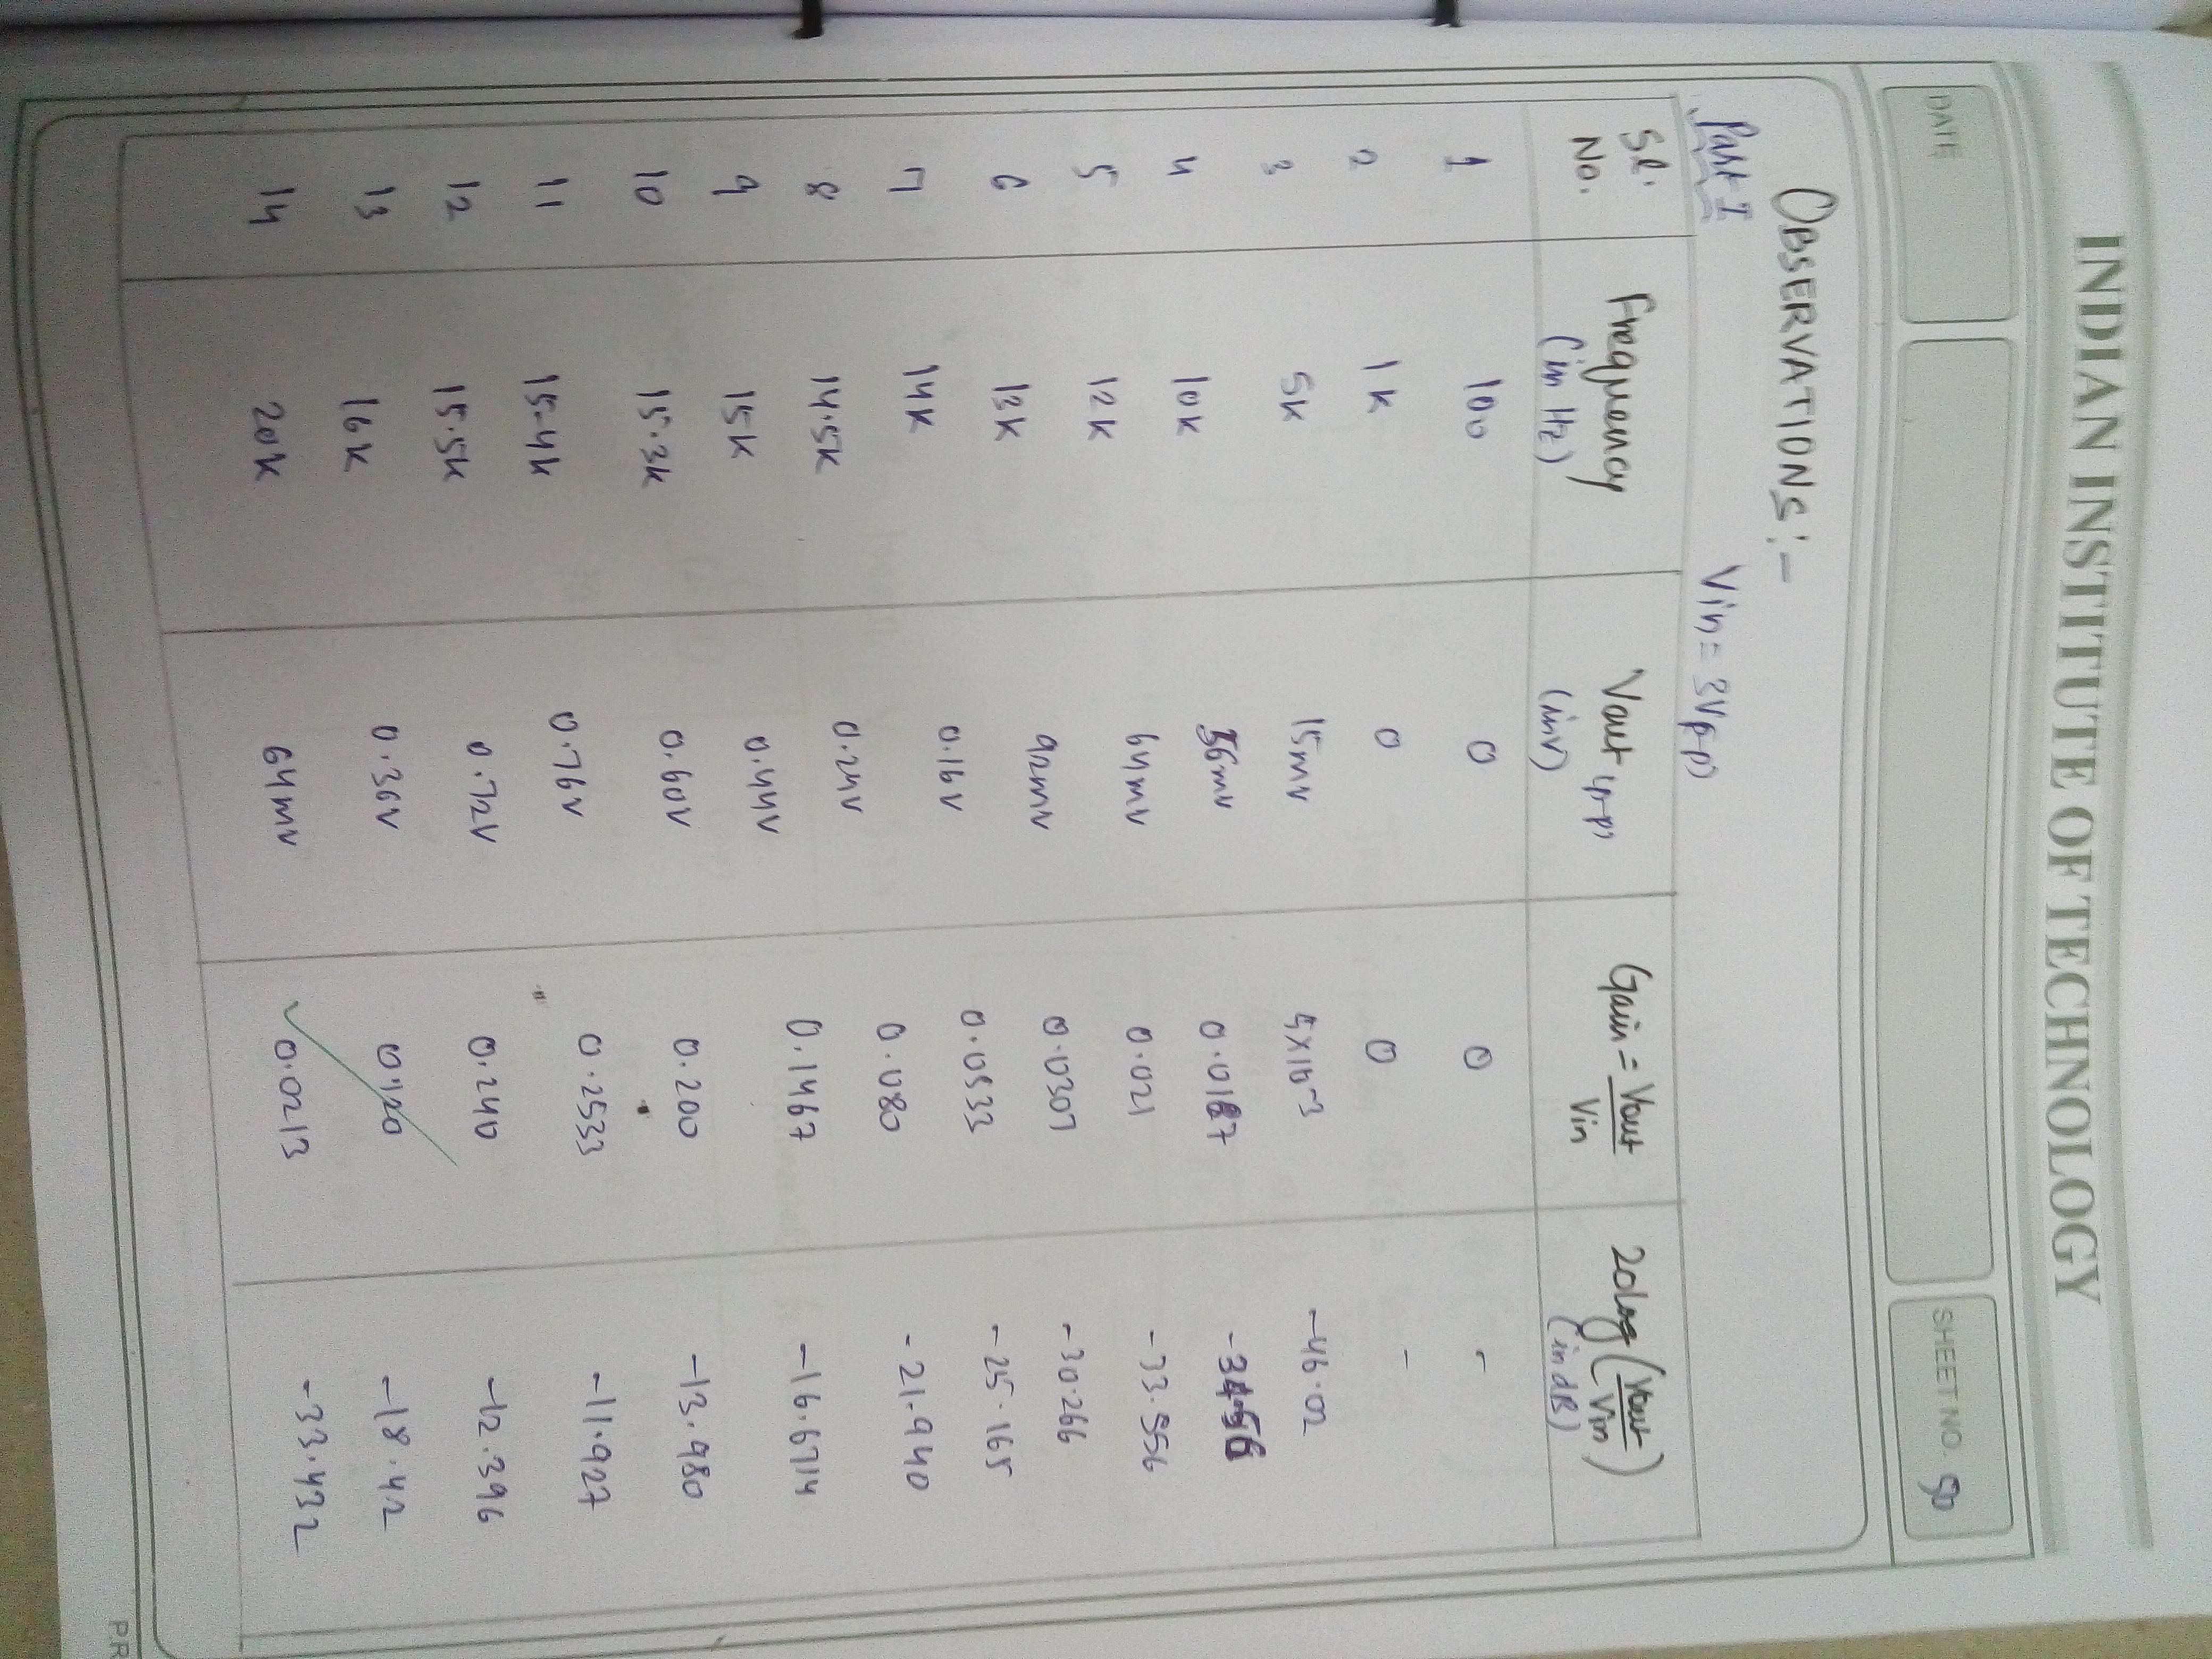 INDIAN INSTITUTE OF TECHNOLOGY
DATE
SHEET NO. 50
OBSERVATIONS:-
Part I
Vin = 3V(p-p)
Sl. No. Frequency (in Hz) Vout (p-p) (inV) Gain = Vout/Vin 20log (Vout/Vin) (in dB)
1 100 0 0 -
2 1K 0 0 -
3 5K 15mV 5×10-3 -46.02
4 10K 56mV 0.0187 -34.56
5 12K 64mV 0.021 -33.556
6 13K 92mV 0.0307 -30.266
7 14K 0.16V 0.0533 -25.165
8 14.5K 0.24V 0.080 -21.940
9 15K 0.44V 0.1467 -16.6714
10 15.3K 0.60V 0.200 -13.980
11 15.4K 0.76V 0.2533 -11.927
12 15.5K 0.72V 0.240 -12.396
13 16K 0.36V 0.120 -18.42
14 20K 64mV 0.0213 -33.432